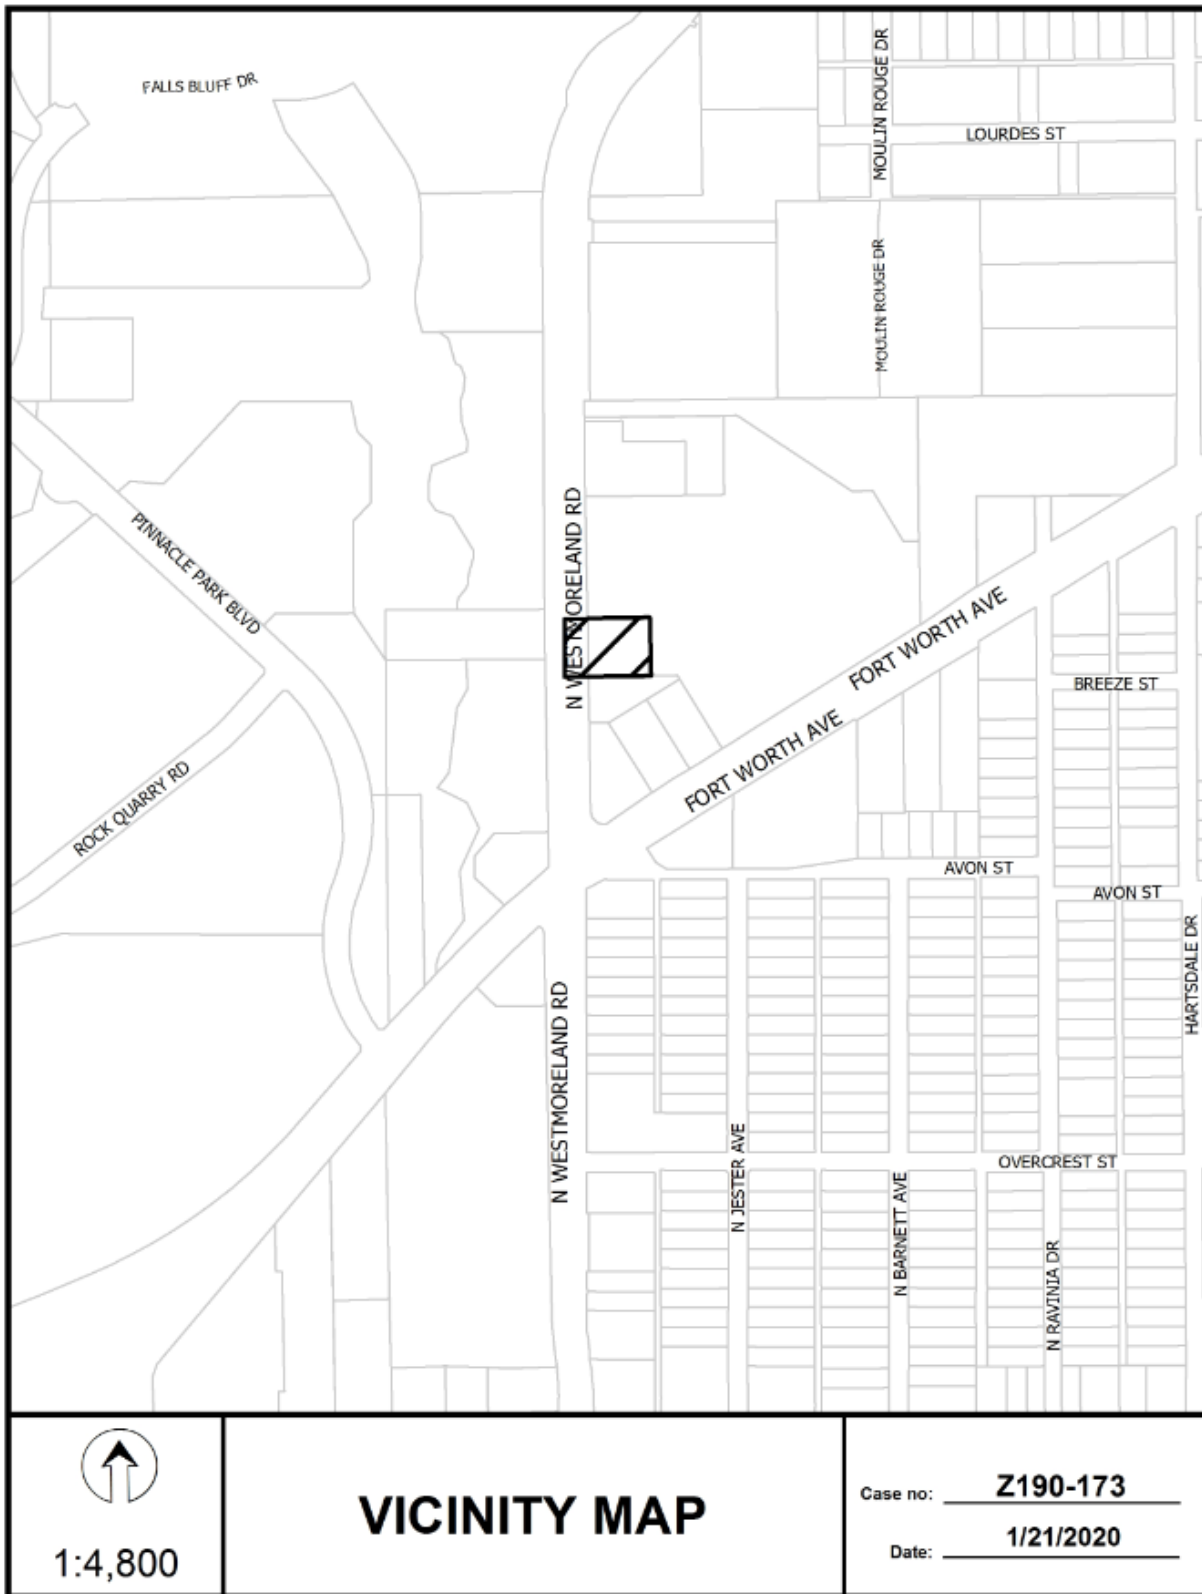 FALLS BLUFF DR
MOULIN ROUGE DR
LOURDES ST
MOULIN ROUGE DR
N WESTMORELAND RD
PINNACLE PARK BLVD
FORT WORTH AVE
BREEZE ST
FORT WORTH AVE
ROCK QUARRY RD
AVON ST
AVON ST
HARTSDALE DR
N WESTMORELAND RD
N JESTER AVE
OVERCREST ST
N BARNETT AVE
N RAVINIA DR
1:4,800
VICINITY MAP
Case no: Z190-173
Date: 1/21/2020